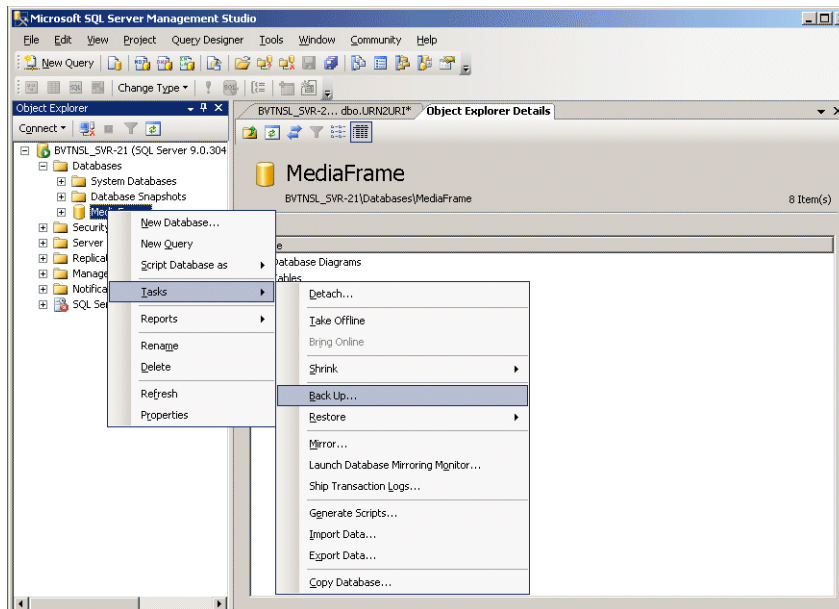 Microsoft SQL Server Management Studio
File Edit View Project Query Designer Tools Window Community Help
New Query
Change Type
Object Explorer
Connect
BVTNSL_SVR-21 (SQL Server 9.0.304
Databases
System Databases
Database Snapshots
Security
Server
Replicat
Manage
Notifica
SQL Ser
BVTNSL_SVR-2... dbo.URN2URI* Object Explorer Details
MediaFrame
BVTNSL_SVR-21\Databases\MediaFrame 8 Item(s)
Database Diagrams
New Database...
New Query
Script Database as
Tasks
Reports
Rename
Delete
Refresh
Properties
Detach...
Take Offline
Bring Online
Shrink
Back Up...
Restore
Mirror...
Launch Database Mirroring Monitor...
Ship Transaction Logs...
Generate Scripts...
Import Data...
Export Data...
Copy Database...